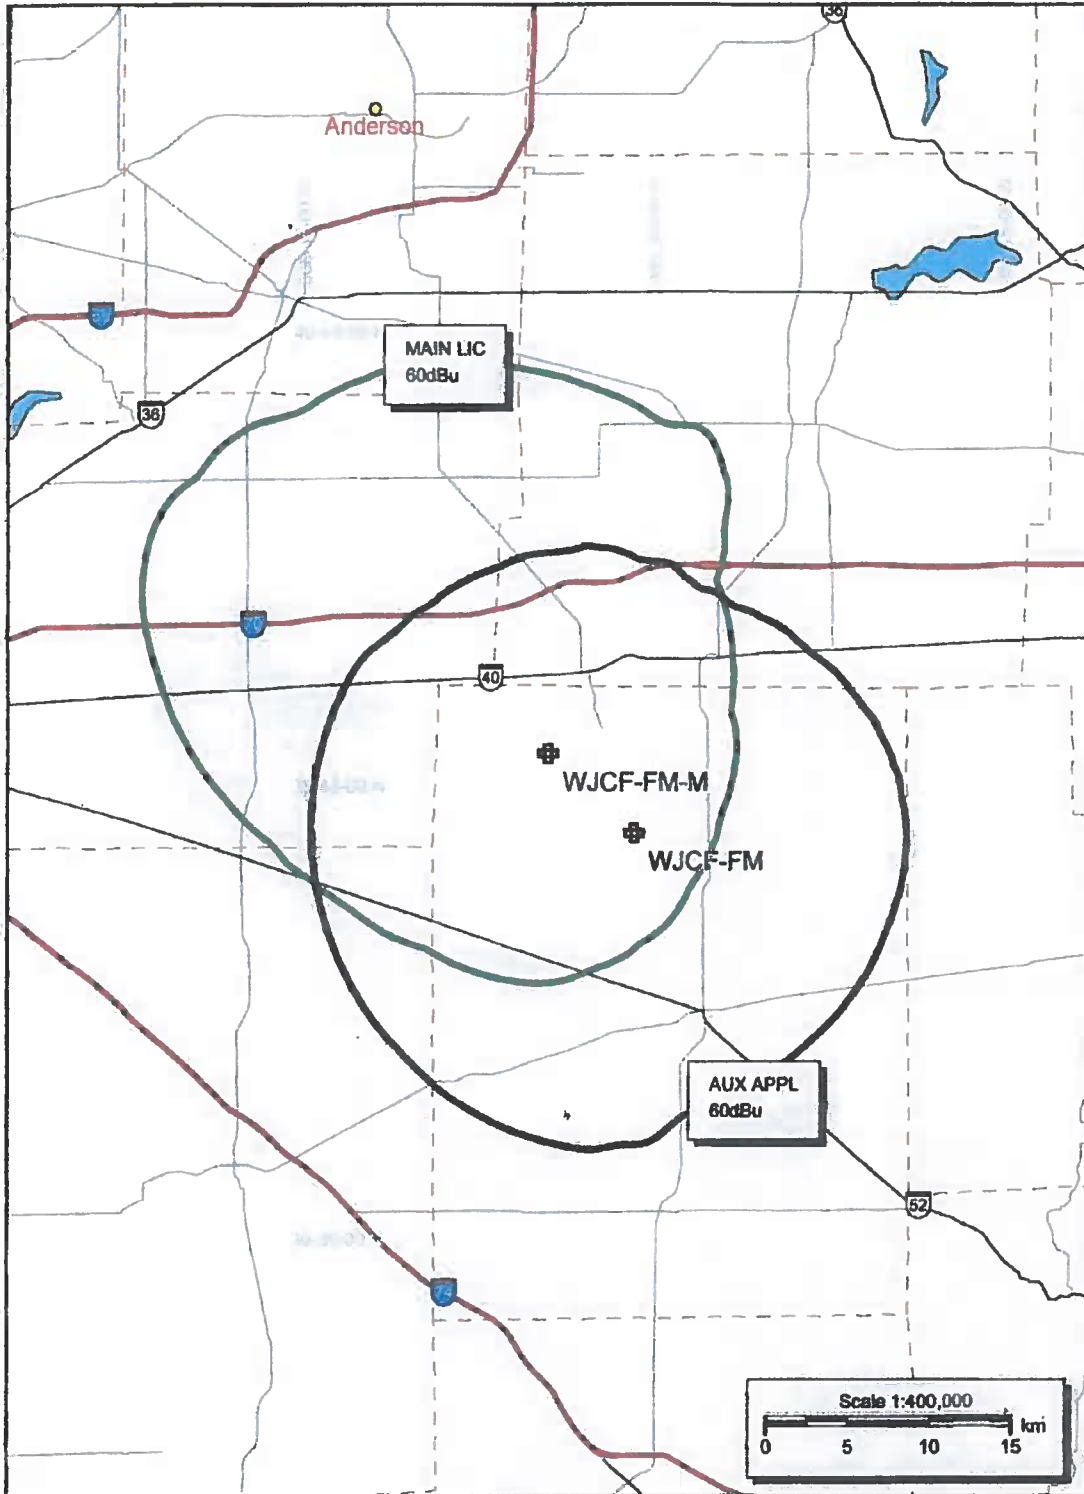 36
Anderson
MAIN LIC
60dBu
36
40
WJCF-FM-M
WJCF-FM
AUX APPL
60dBu
52
74
Scale 1:400,000
km
0 5 10 15